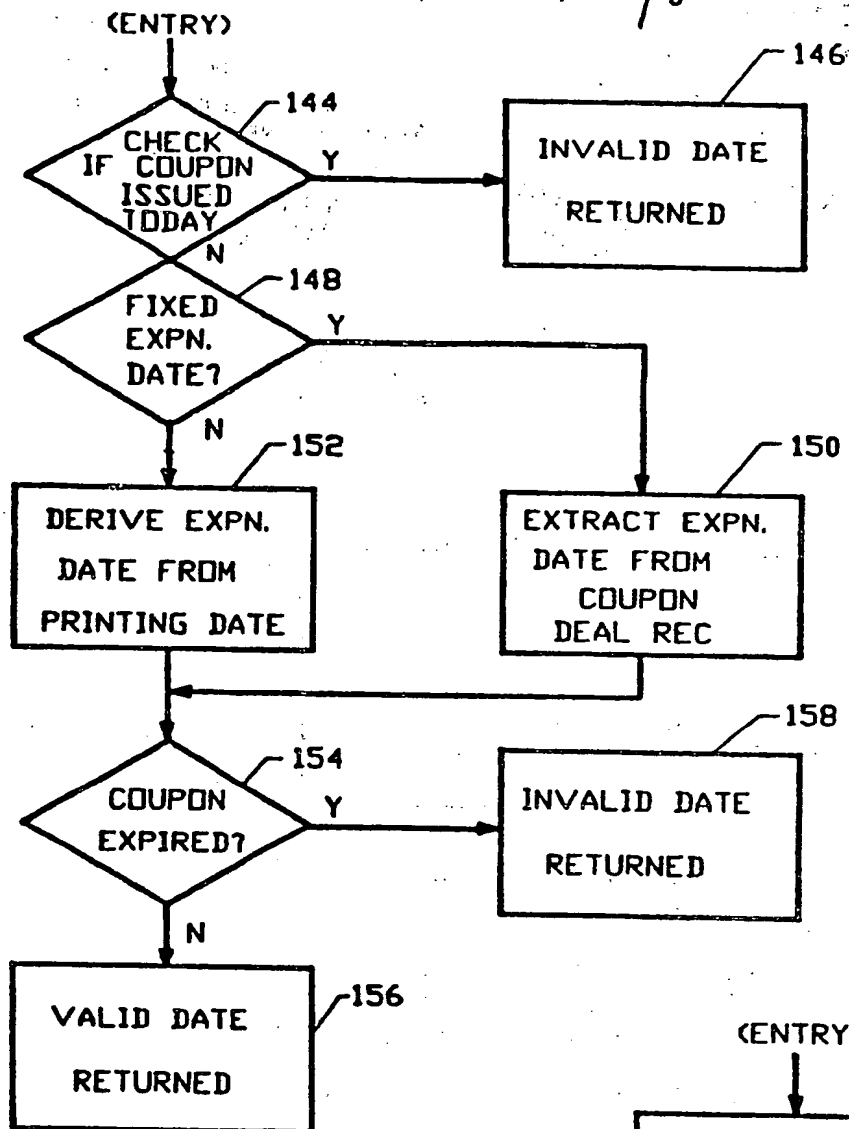 (ENTRY)
144
146
CHECK
IF COUPON
ISSUED
TODAY
Y
N
INVALID DATE
RETURNED
148
FIXED
EXPN.
DATE?
Y
N
152
150
DERIVE EXPN.
DATE FROM
PRINTING DATE
EXTRACT EXPN.
DATE FROM
COUPON
DEAL REC
154
158
COUPON
EXPIRED?
Y
N
INVALID DATE
RETURNED
156
VALID DATE
RETURNED
(ENTRY